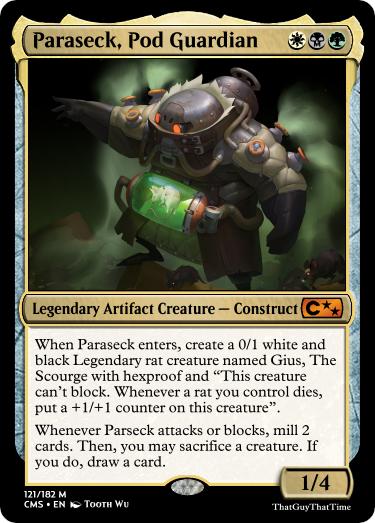 Paraseck, Pod Guardian
Legendary Artifact Creature — Construct
C
When Paraseck enters, create a 0/1 white and
black Legendary rat creature named Gius, The
Scourge with hexproof and “This creature
can't block. Whenever a rat you control dies,
put a +1/+1 counter on this creature”.
Whenever Parseck attacks or blocks, mill 2
cards. Then, you may sacrifice a creature. If
you do, draw a card.
1/4
121/182 M
CMS • EN Tooth Wu
ThatGuyThatTime